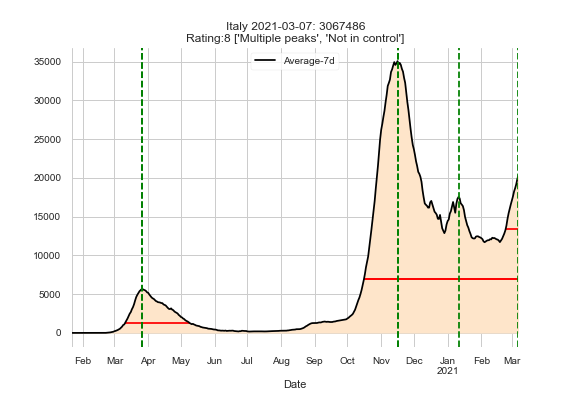 Italy 2021-03-07: 3067486
Rating:8 ['Multiple peaks', 'Not in control']
Average-7d
35000
30000
25000
20000
15000
10000
5000
0
Feb Mar Apr May Jun Jul Aug Sep Oct Nov Dec Jan Feb Mar
2021
Date